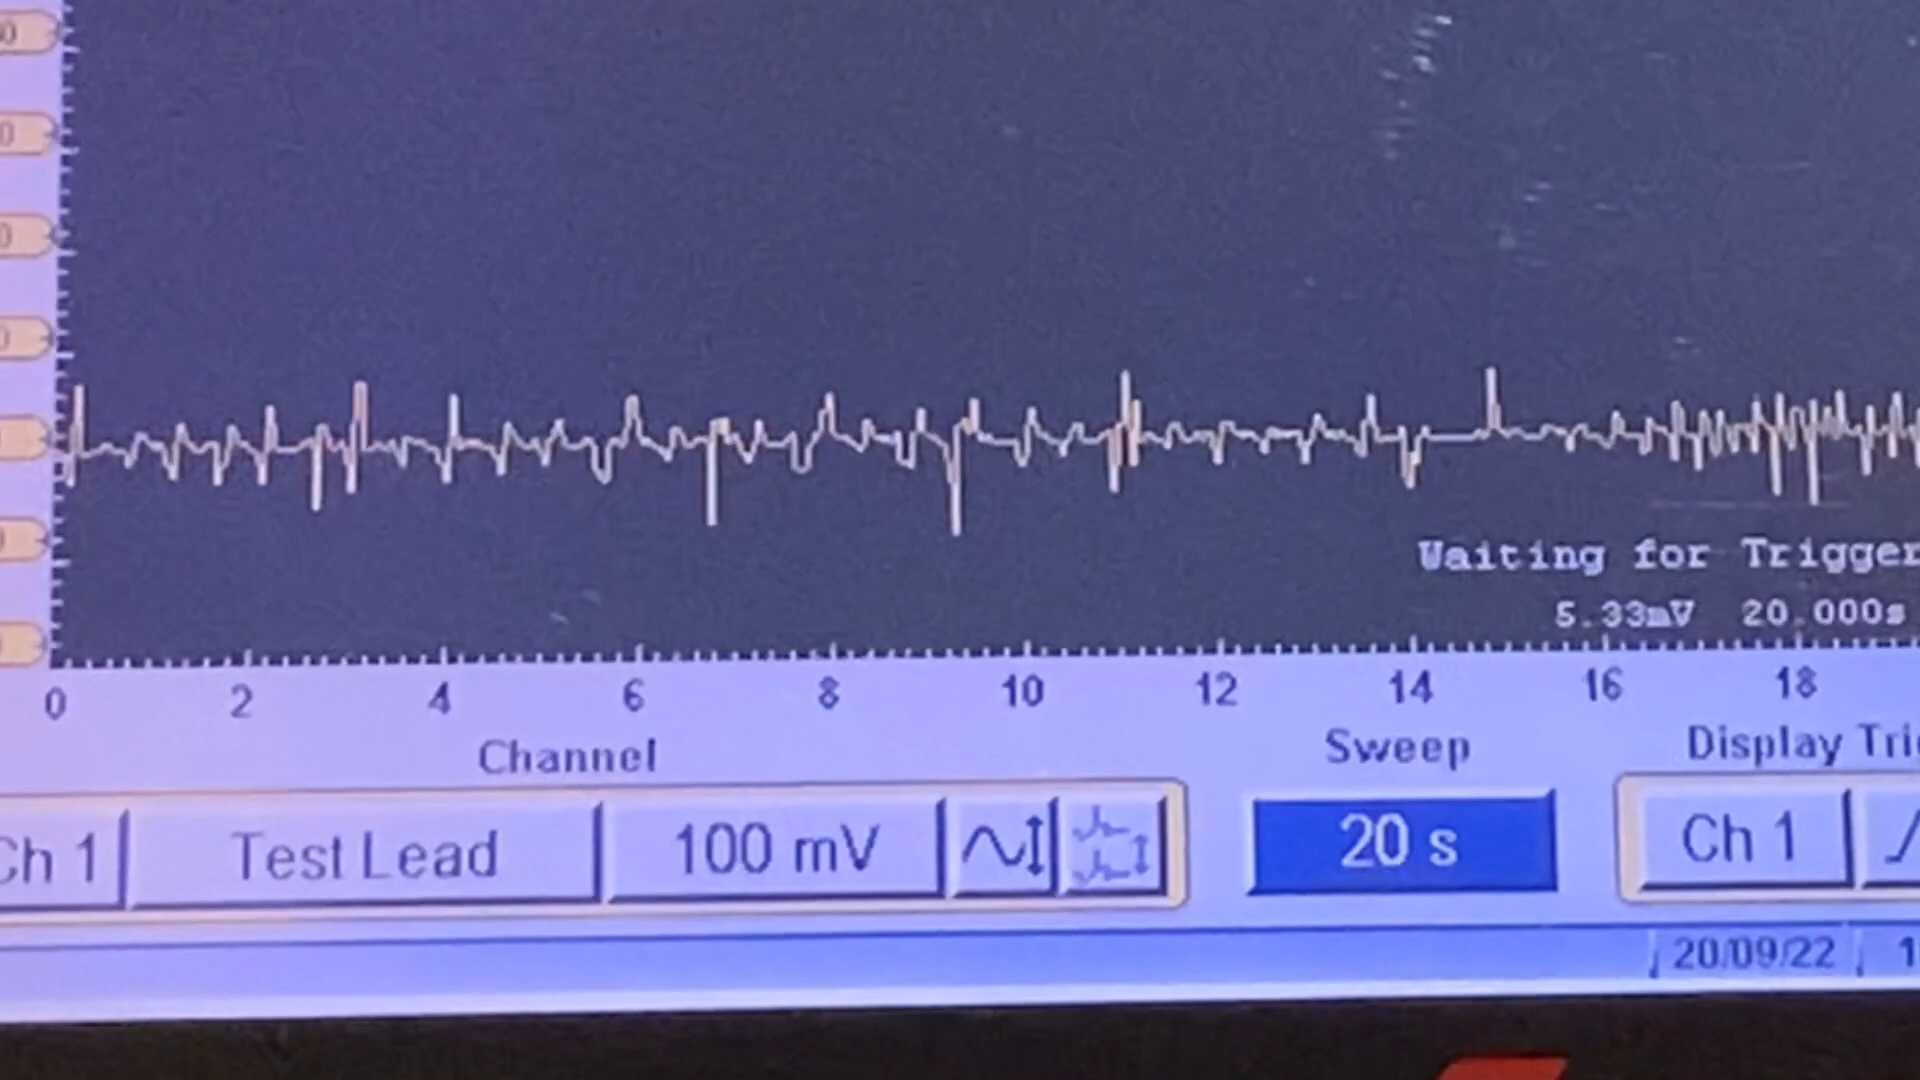 Waiting for Trigger
5.33mV 20.000s
0 2 4 6 8 10 12 14 16 18
Channel Sweep Display Tri
Ch 1 Test Lead 100 mV 20 s Ch 1
20/09/22